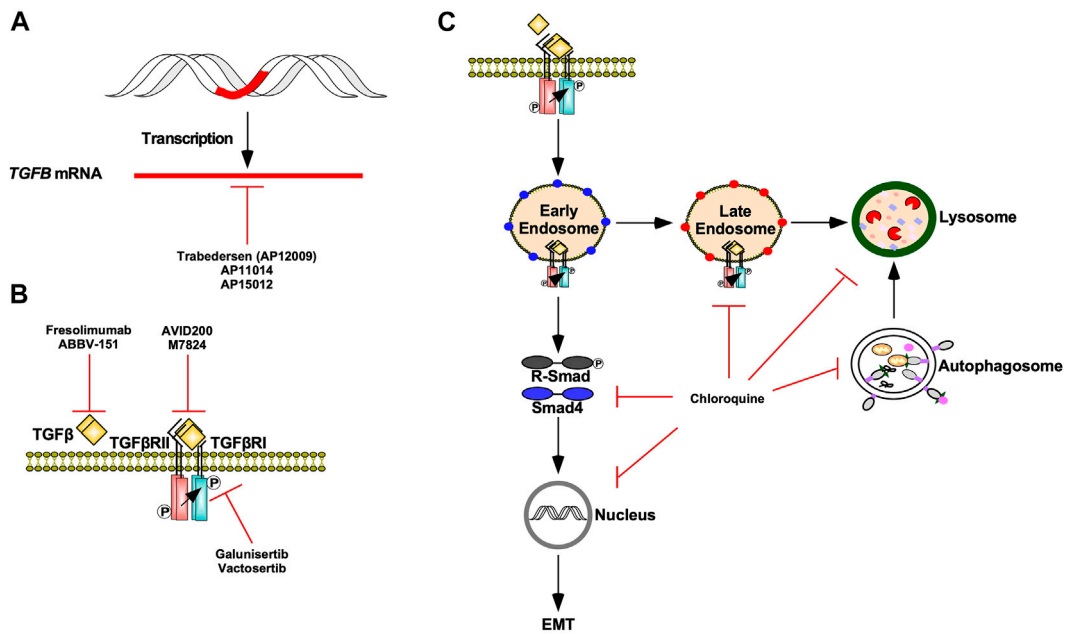 A
Transcription
TGFB mRNA
Trabedersen (AP12009)
AP11014
AP15012
B
Fresolimumab
ABBV-151
AVID200
M7824
TGFβ
TGFβRII
TGFβRI
P
P
Galunisertib
Vactosertib
C
P
P
Early
Endosome
Late
Endosome
Lysosome
P
P
P
R-Smad
Smad4
Chloroquine
Autophagosome
Nucleus
EMT